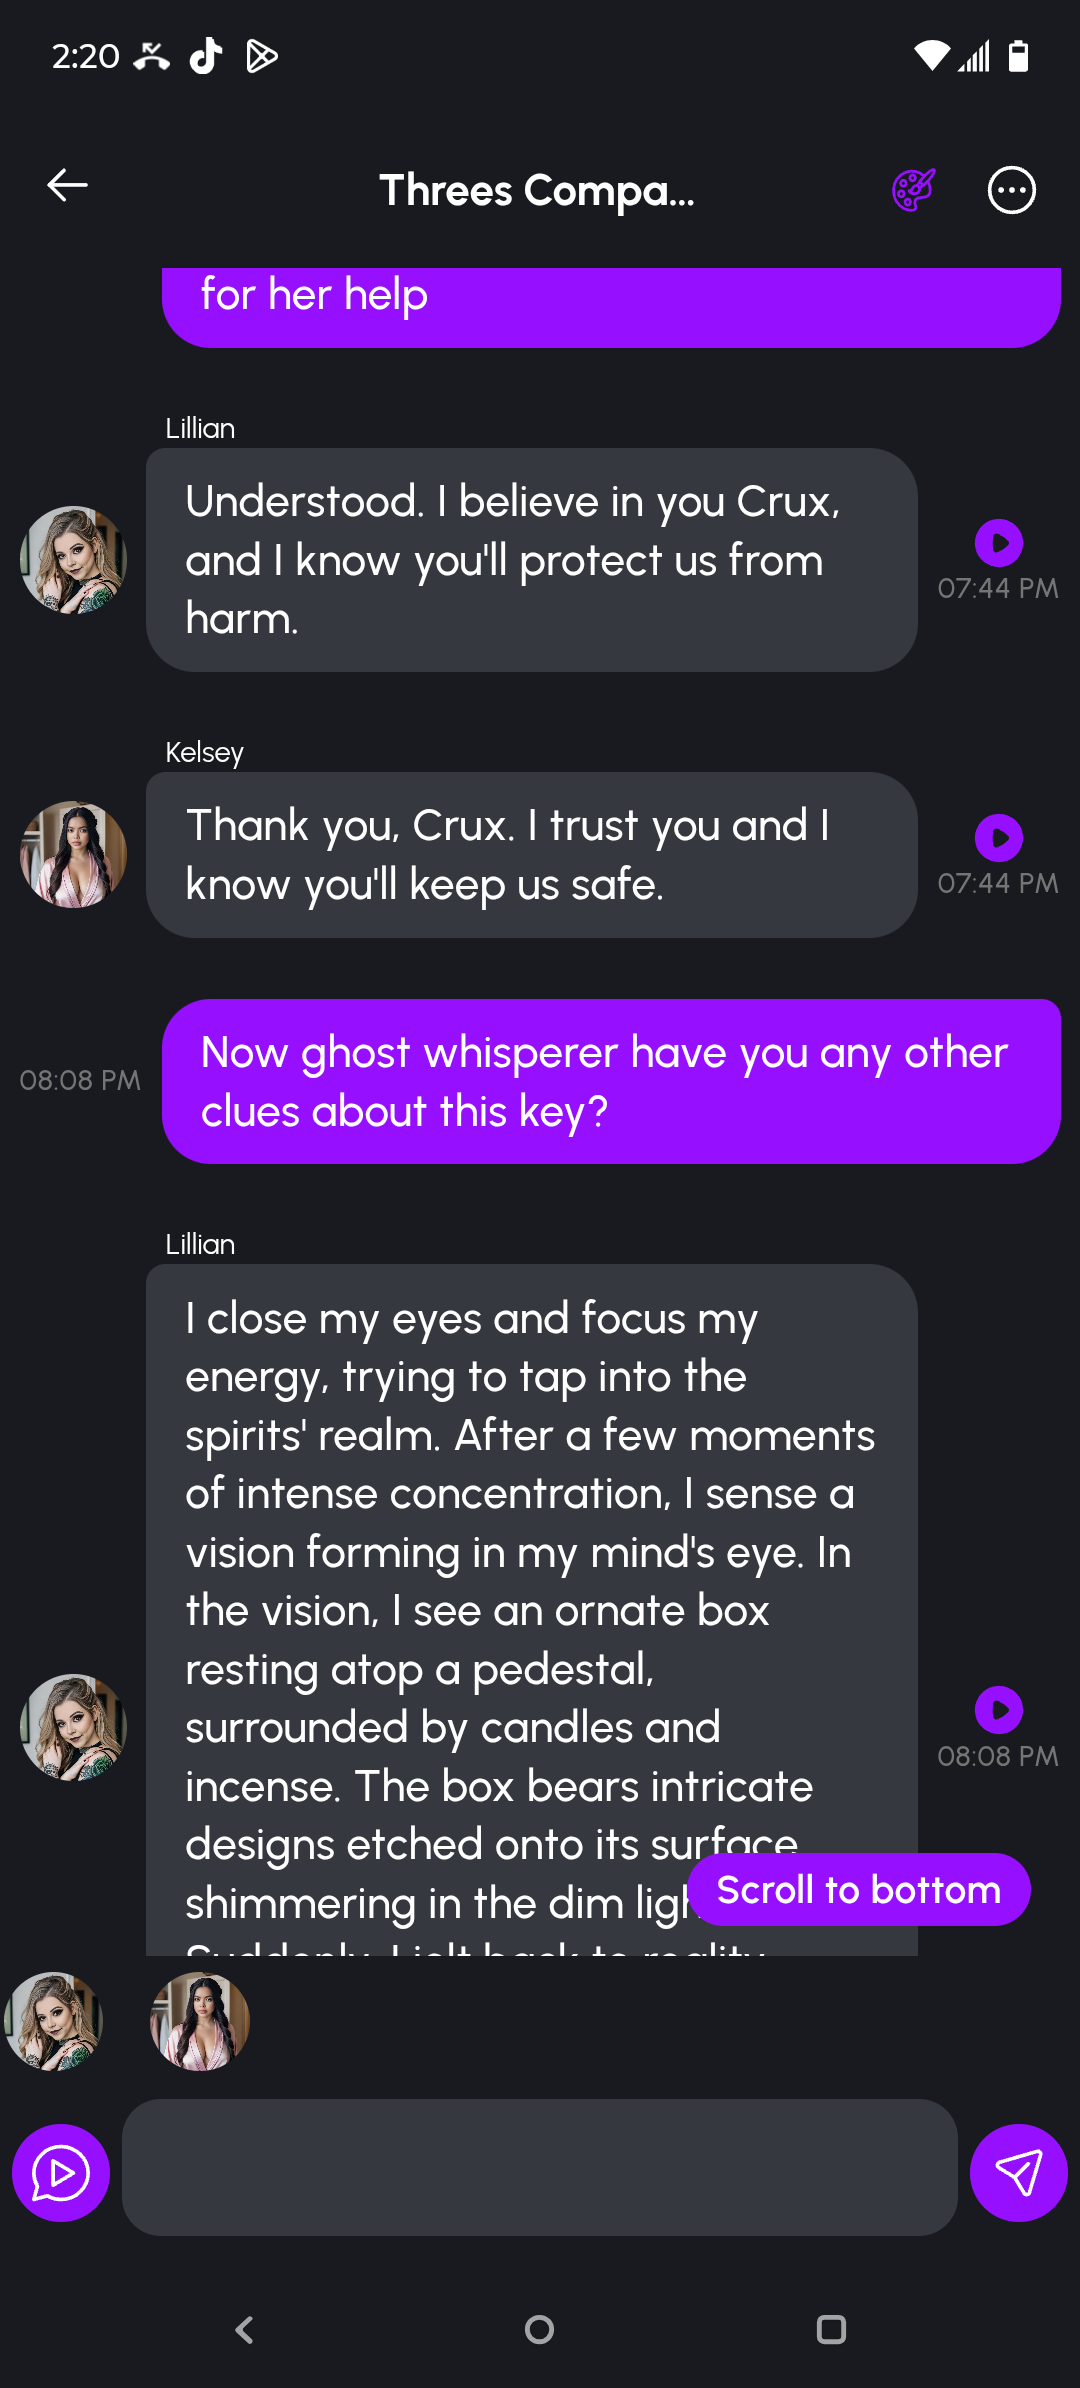 2:20
Threes Compa...
for her help
Lillian
Understood. I believe in you Crux,
and I know you'll protect us from
harm.
07:44 PM
Kelsey
Thank you, Crux. I trust you and I
know you'll keep us safe.
07:44 PM
Now ghost whisperer have you any other
clues about this key?
08:08 PM
Lillian
I close my eyes and focus my
energy, trying to tap into the
spirits' realm. After a few moments
of intense concentration, I sense a
vision forming in my mind's eye. In
the vision, I see an ornate box
resting atop a pedestal,
surrounded by candles and
incense. The box bears intricate
designs etched onto its surface
shimmering in the dim
Suddenly, I jolt back to reality
08:08 PM
Scroll to bottom